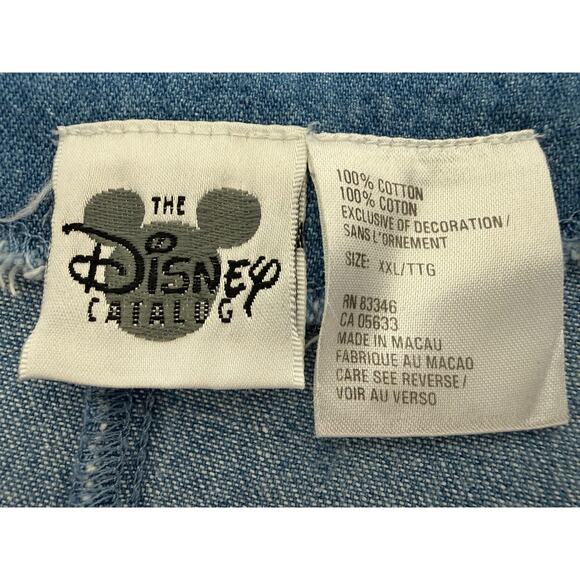 THE
DISNEY
CATALOG
100% COTTON
100% COTON
EXCLUSIVE OF DECORATION/
SANS L'ORNEMENT
SIZE: XXL/TTG
RN 83346
CA 05633
MADE IN MACAU
FABRIQUE AU MACAO
CARE SEE REVERSE/
VOIR AU VERSO